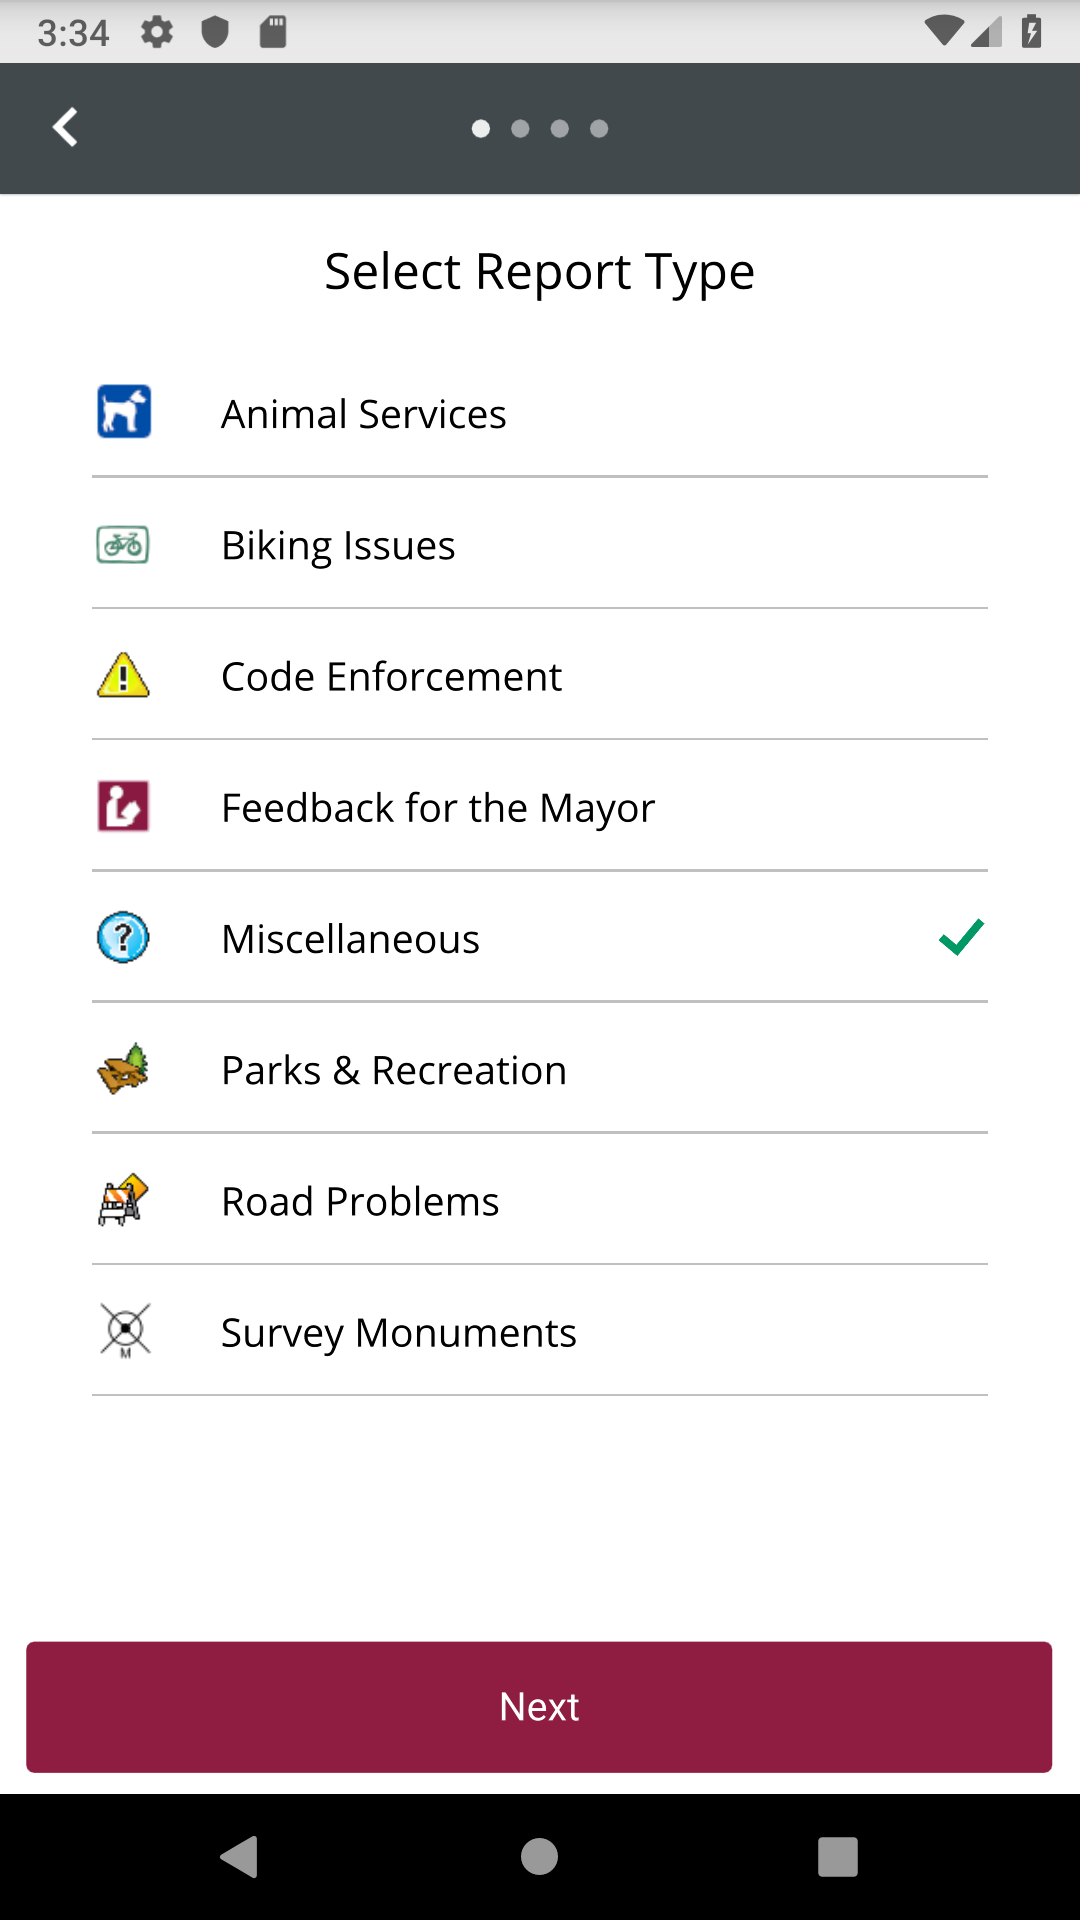 3:34
Select Report Type
Animal Services
Biking Issues
Code Enforcement
Feedback for the Mayor
Miscellaneous
Parks & Recreation
Road Problems
M
Survey Monuments
Next